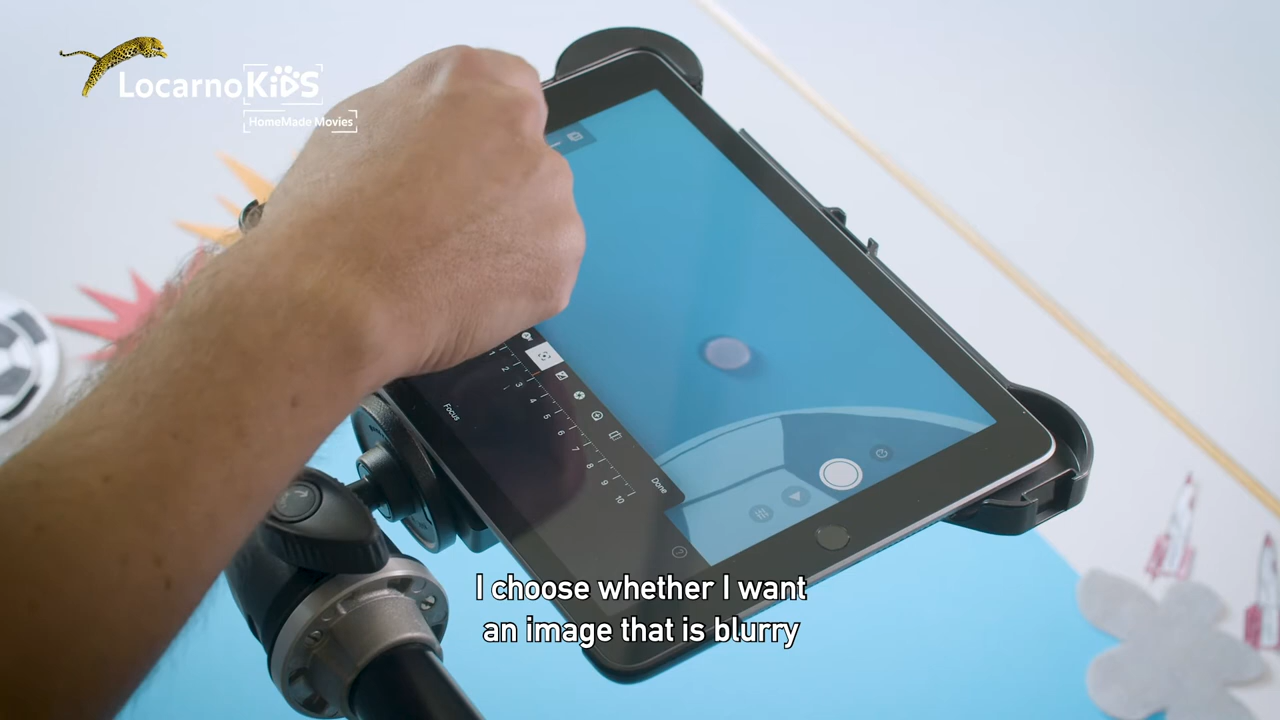 LocarnoKiDS
HomeMade Movies
Focus
1
2
3
4
5
6
7
8
9
10
Done
I choose whether I want
an image that is blurry